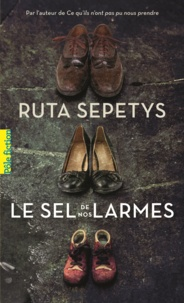 Par l'auteur de Ce qu'ils n'ont pas pu nous prendre
RUTA SEPETYS
pôle fiction
LE SEL DE NOS LARMES